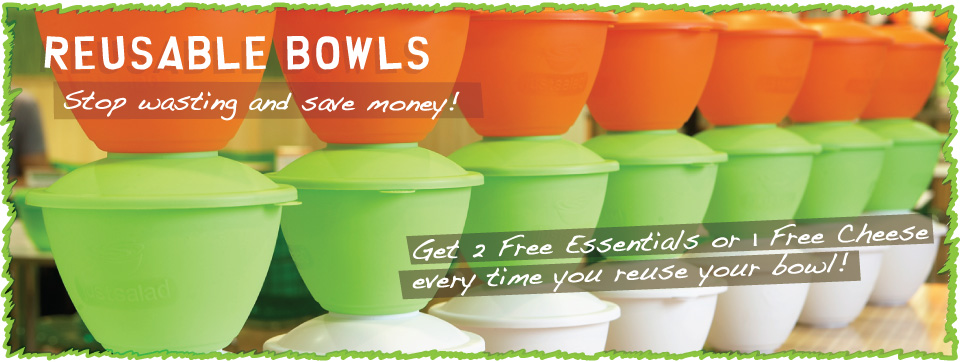 REUSABLE BOWLS
Stop wasting and save money!
Get 2 Free Essentials or 1 Free Cheese
every time you reuse your bowl!
salad